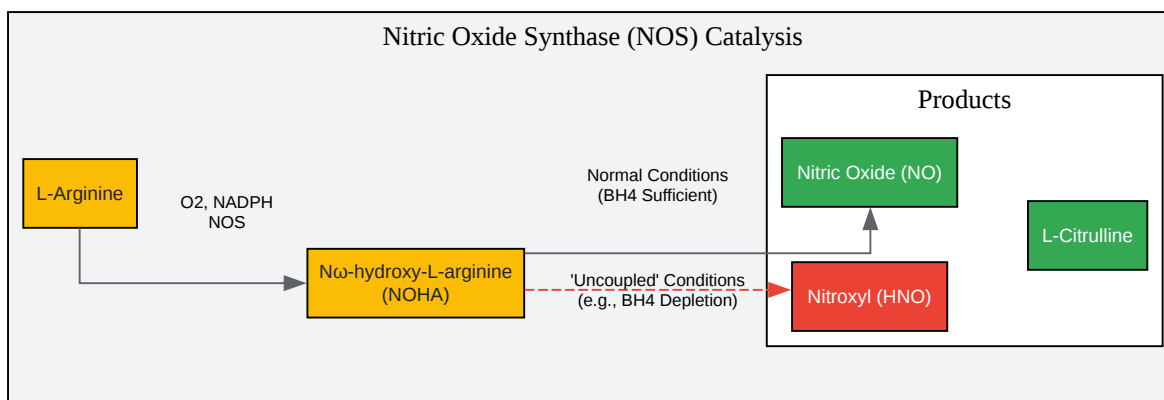 Nitric Oxide Synthase (NOS) Catalysis
Products
L-Arginine
O2, NADPH
NOS
Nω-hydroxy-L-arginine
(NOHA)
Normal Conditions
(BH4 Sufficient)
'Uncoupled' Conditions
(e.g., BH4 Depletion)
Nitric Oxide (NO)
L-Citrulline
Nitroxyl (HNO)